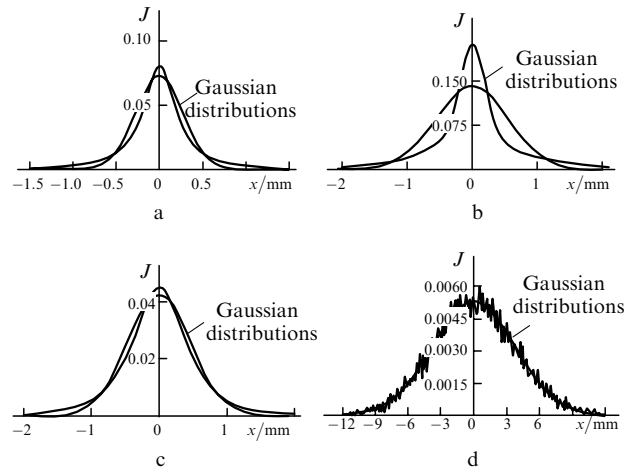 J
0.10
0.05
Gaussian
distributions
−1.5 −1.0 −0.5 0 0.5 x/mm
a
J
0.150
0.075
Gaussian
distributions
−2 −1 0 1 x/mm
b
J
0.04
0.02
Gaussian
distributions
−2 −1 0 1 x/mm
c
J
0.0060
0.0045
0.0030
0.0015
Gaussian
distributions
−12 −9 −6 −3 0 3 6 x/mm
d